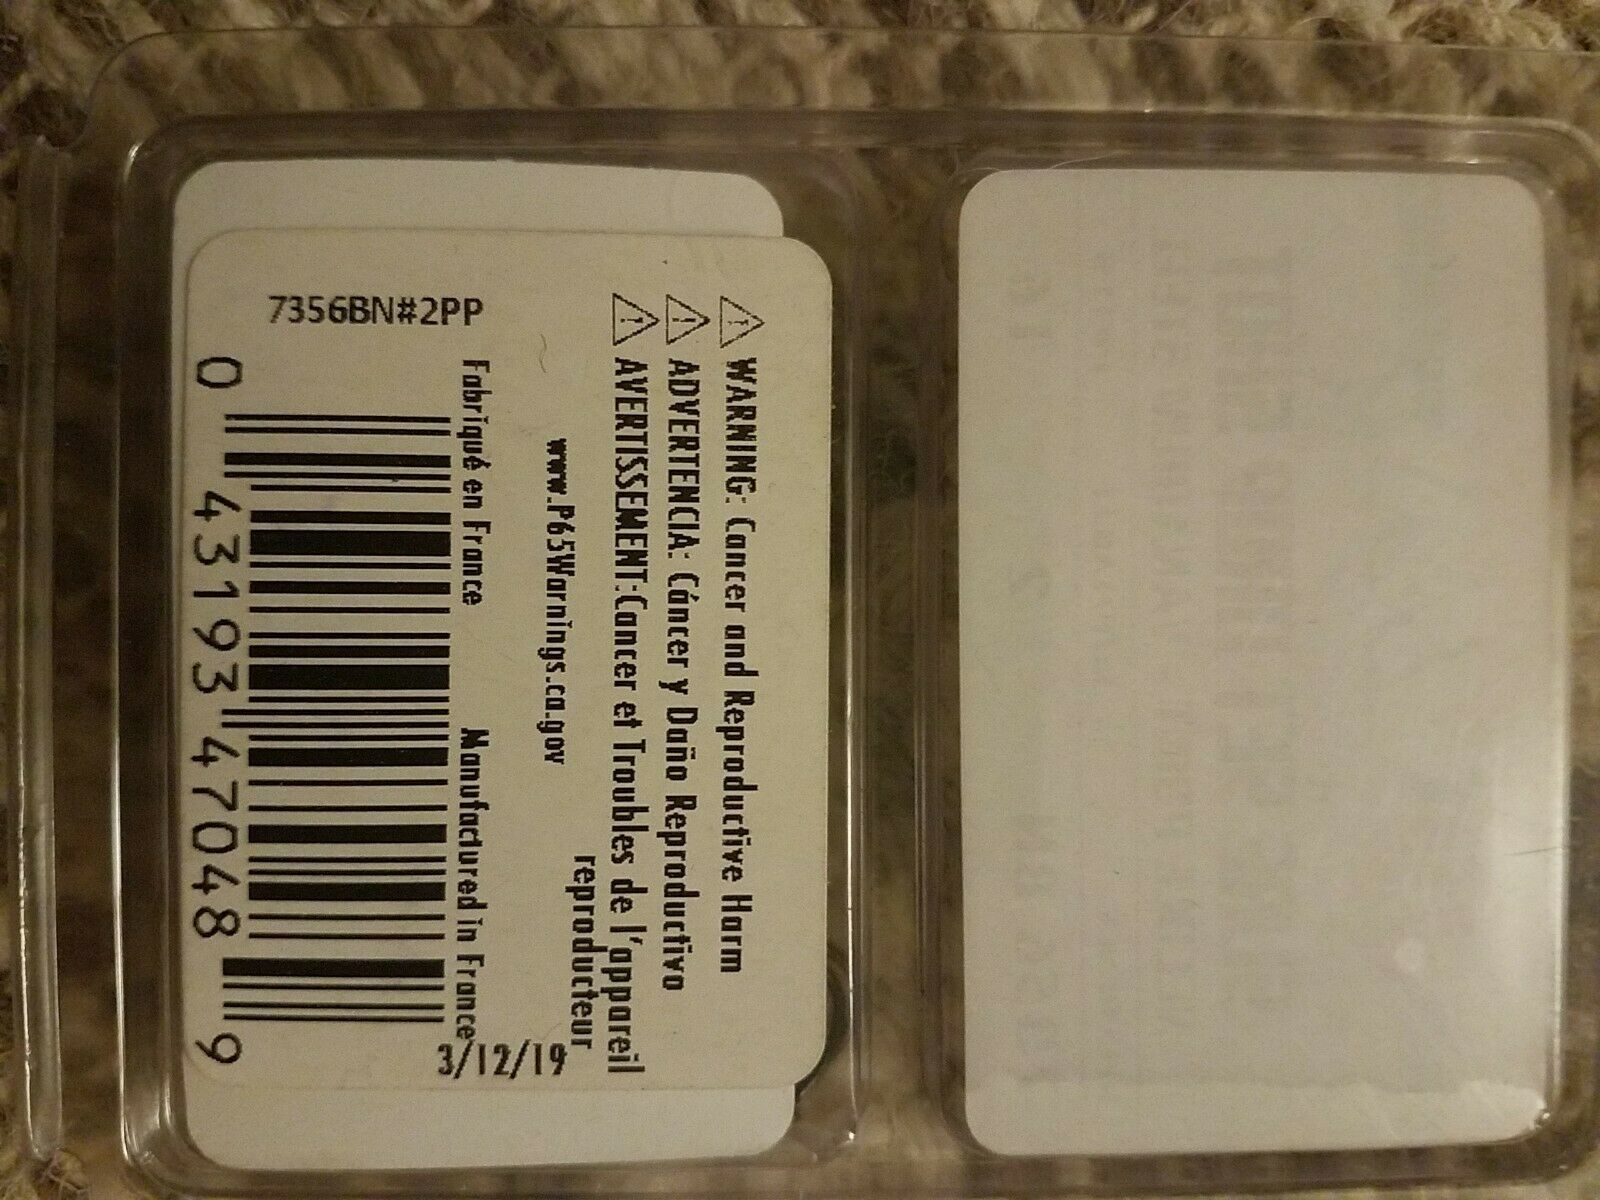 7356BN#2PP
WARNING: Cancer and Reproductive Harm
ADVERTENCIA: Cáncer y Daño Reproductivo
AVERTISSEMENT:Cancer et Troubles de l'appareil
reproducteur
www.P65Warnings.ca.gov
Fabriqué en France Manufactured in France
3/12/19
0 43193 47048 9